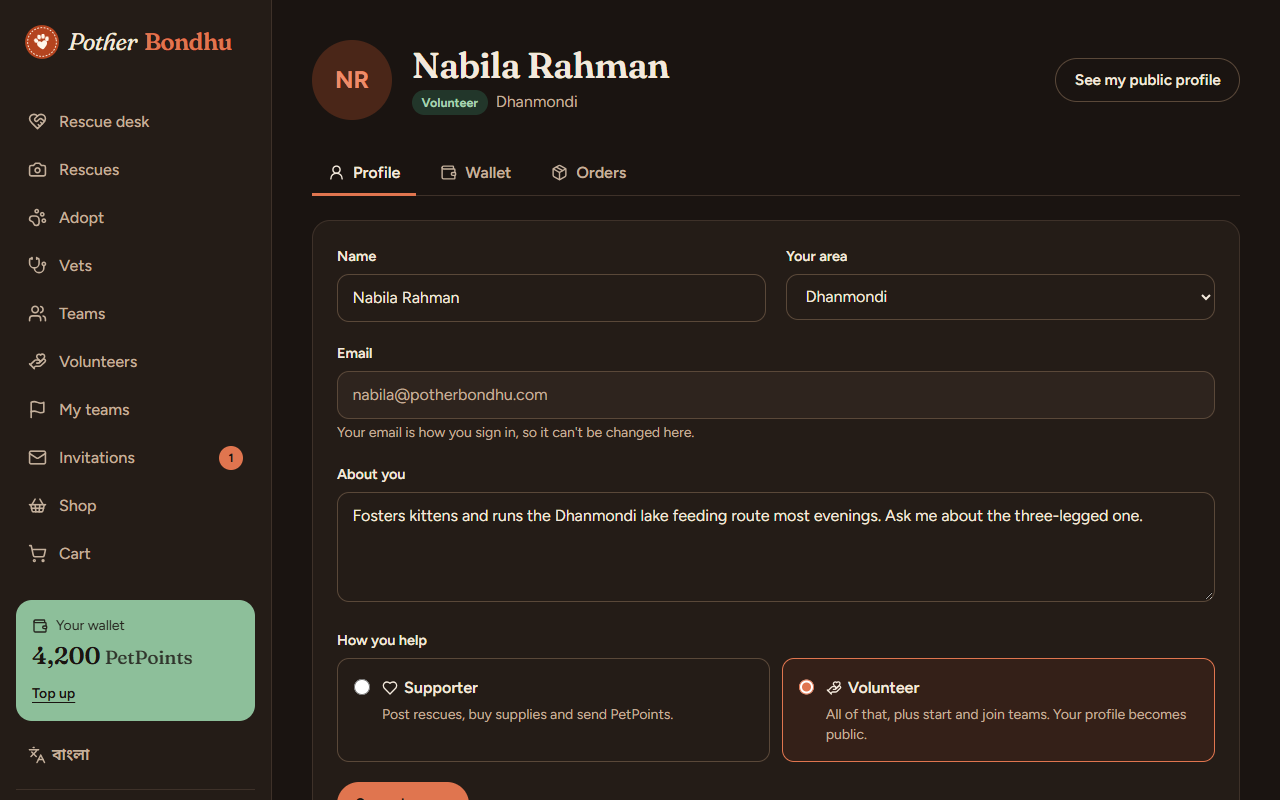 Pother Bondhu
Rescue desk
Rescues
Adopt
Vets
Teams
Volunteers
My teams
Invitations
1
Shop
Cart
Your wallet
4,200 PetPoints
Top up
বাংলা
NR
Nabila Rahman
Volunteer Dhanmondi
See my public profile
Profile Wallet Orders
Name
Nabila Rahman
Your area
Dhanmondi
Email
nabila@potherbondhu.com
Your email is how you sign in, so it can't be changed here.
About you
Fosters kittens and runs the Dhanmondi lake feeding route most evenings. Ask me about the three-legged one.
How you help
Supporter
Post rescues, buy supplies and send PetPoints.
Volunteer
All of that, plus start and join teams. Your profile becomes
public.